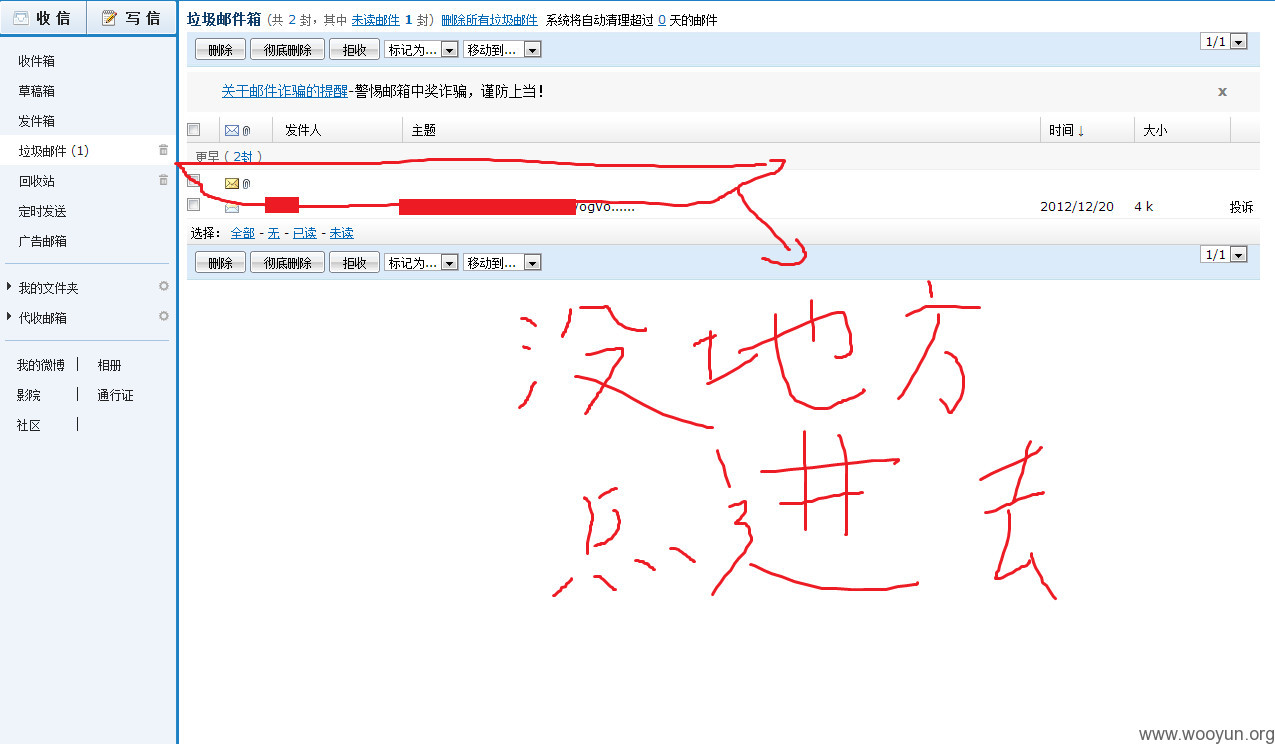 收信 写信
收件箱
草稿箱
发件箱
垃圾邮件 (1)
回收站
定时发送
广告邮箱
我的文件夹
代收邮箱
我的微博 | 相册
影院 | 通行证
社区 |
垃圾邮件箱 (共 2 封，其中 未读邮件 1 封) 删除所有垃圾邮件 系统将自动清理超过 0 天的邮件
删除 彻底删除 拒收 标记为... 移动到... 1/1
关于邮件诈骗的提醒-警惕邮箱中奖诈骗，谨防上当! x
发件人 主题 时间↓ 大小
更早 ( 2封 )
ogVo...... 2012/12/20 4 k 投诉
选择: 全部 - 无 - 已读 - 未读
删除 彻底删除 拒收 标记为... 移动到... 1/1
没地方
点进去
www.wooyun.org